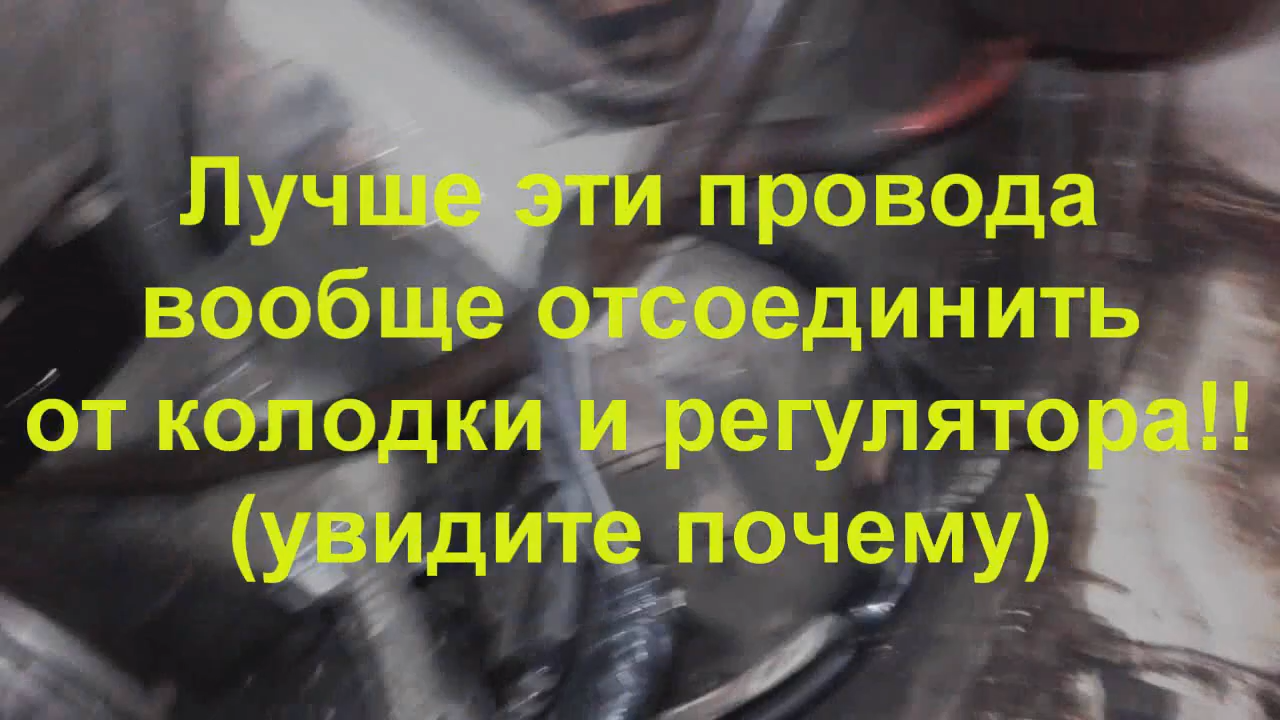 Лучше эти провода
вообще отсоединить
от колодки и регулятора!!
(увидите почему)